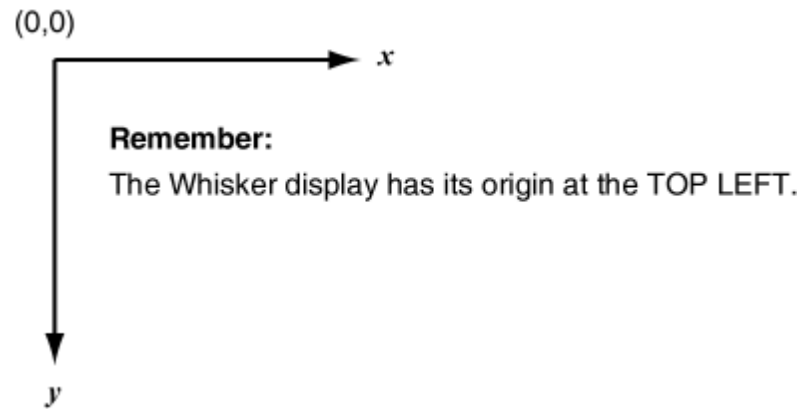 (0,0)
x
Remember:
The Whisker display has its origin at the TOP LEFT.
y